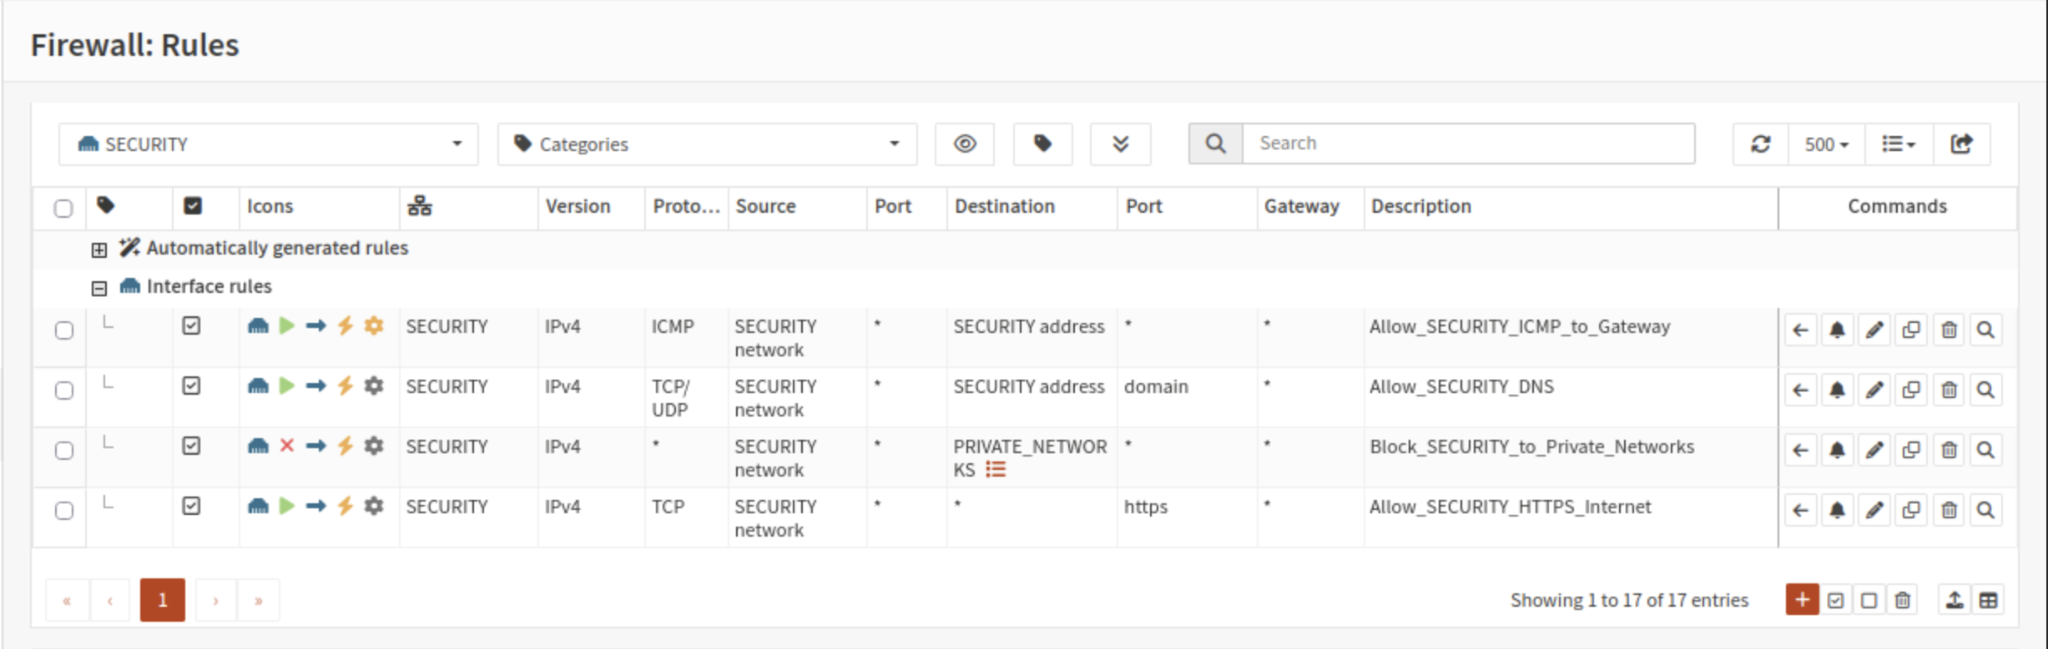 Firewall: Rules
SECURITY Categories Search 500
Icons Version Proto... Source Port Destination Port Gateway Description Commands
Automatically generated rules
Interface rules
SECURITY IPv4 ICMP SECURITY * SECURITY address * * Allow_SECURITY_ICMP_to_Gateway
network
SECURITY IPv4 TCP/ SECURITY * SECURITY address domain * Allow_SECURITY_DNS
UDP network
SECURITY IPv4 * SECURITY * PRIVATE_NETWOR * * Block_SECURITY_to_Private_Networks
network KS
SECURITY IPv4 TCP SECURITY * * https * Allow_SECURITY_HTTPS_Internet
network
« ‹ 1 › » Showing 1 to 17 of 17 entries